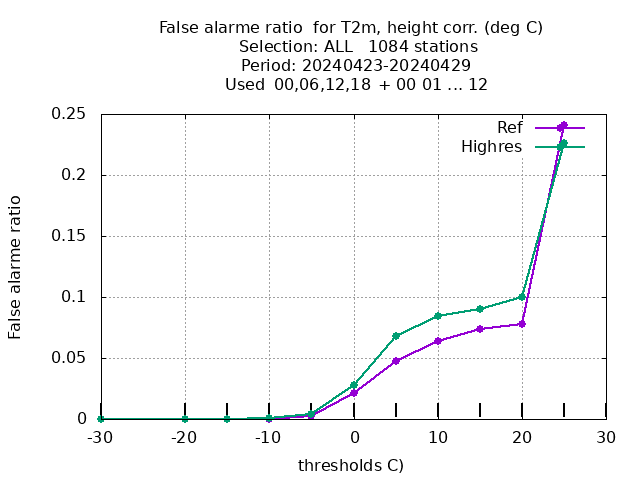 False alarme ratio  for T2m, height corr. (deg C)
Selection: ALL   1084 stations
Period: 20240423-20240429
Used  00,06,12,18  + 00 01 ... 12
0.25
0.2
0.15
0.1
0.05
0
False alarme ratio
Ref
Highres
-30
-20
-10
0
10
20
30
thresholds C)